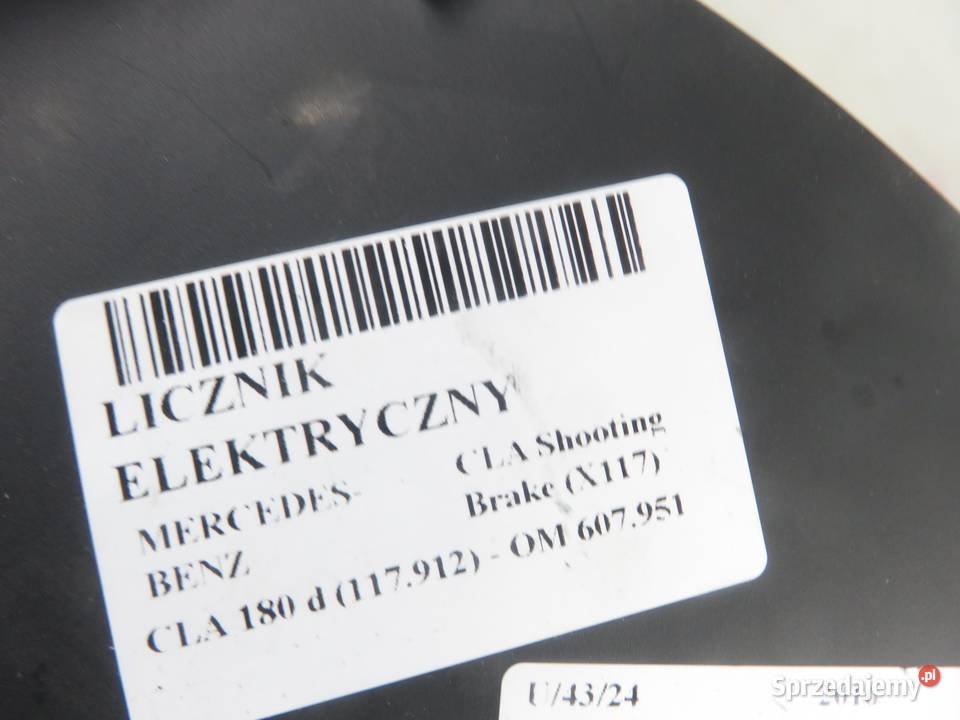 LICZNIK
ELEKTRYCZNY
MERCEDES-BENZ
CLA Shooting
Brake (X117)
CLA 180 d (117.912) - OM 607.951
U/43/24
Sprzedajemy.pl